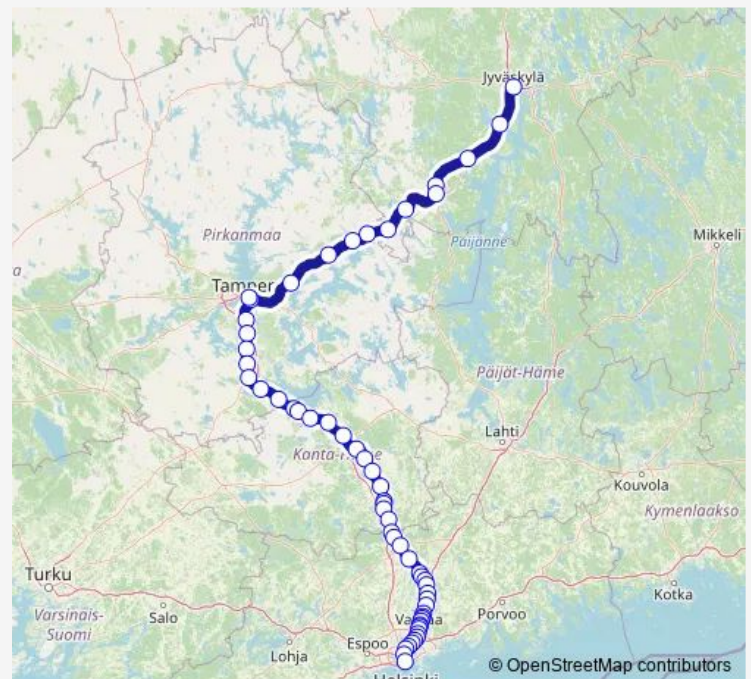 Jyväskylä
Pirkanmaa
Päijänne
Mikkeli
Tamper
Päijät-Häme
Lahti
Kouvola
Kymenlaakso
Turku
Varsinais-
Suomi
Salo
Porvoo
Kotka
Espoo
Lohja
© OpenStreetMap contributors